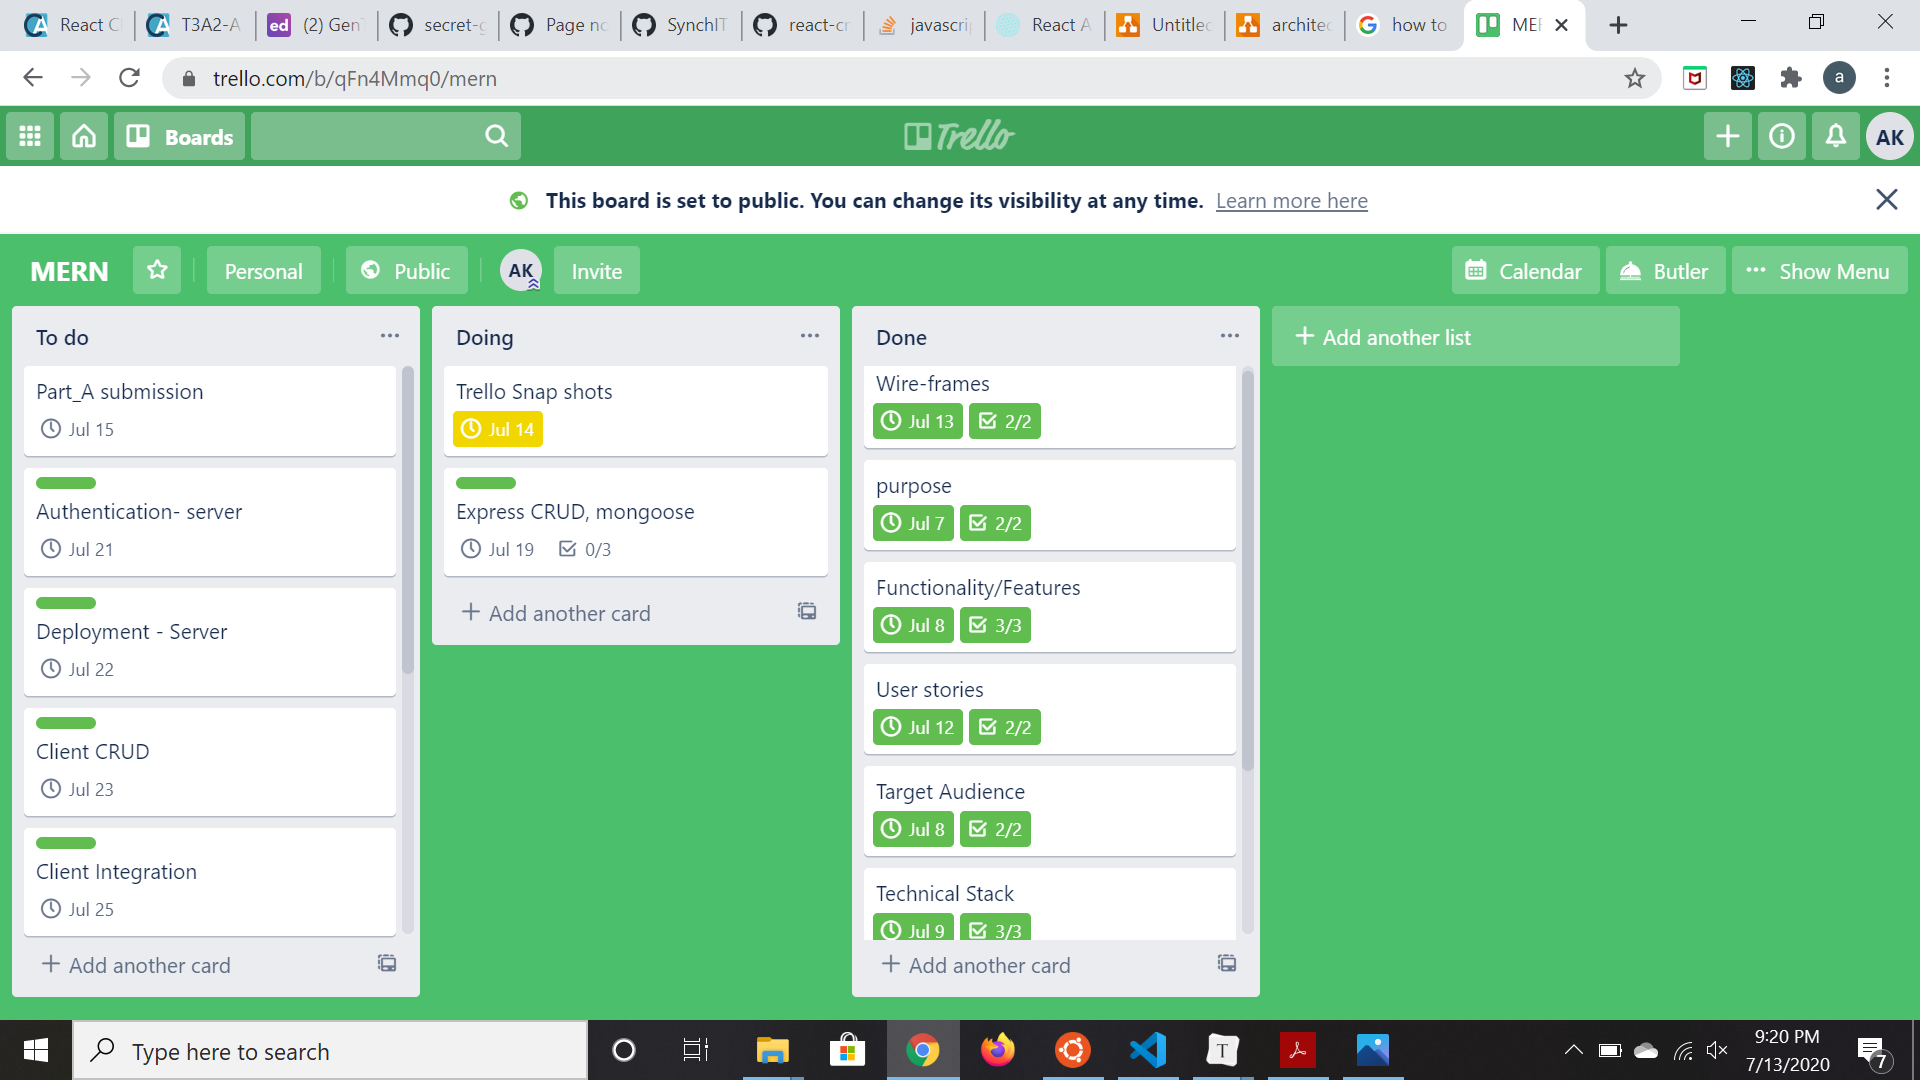 React C
T3A2-A
(2) Gen
secret-g
Page no
SynchIT
react-cr
javascrip
React A
Untitled
architec
how to
MER
trello.com/b/qFn4Mmq0/mern
Boards
Trello
AK
This board is set to public. You can change its visibility at any time. Learn more here
MERN
Personal
Public
AK
Invite
Calendar
Butler
Show Menu
To do
Part_A submission
Jul 15
Authentication- server
Jul 21
Deployment - Server
Jul 22
Client CRUD
Jul 23
Client Integration
Jul 25
Add another card
Doing
Trello Snap shots
Jul 14
Express CRUD, mongoose
Jul 19 0/3
Add another card
Done
Wire-frames
Jul 13 2/2
purpose
Jul 7 2/2
Functionality/Features
Jul 8 3/3
User stories
Jul 12 2/2
Target Audience
Jul 8 2/2
Technical Stack
Jul 9 3/3
Add another card
Add another list
Type here to search
9:20 PM
7/13/2020
7